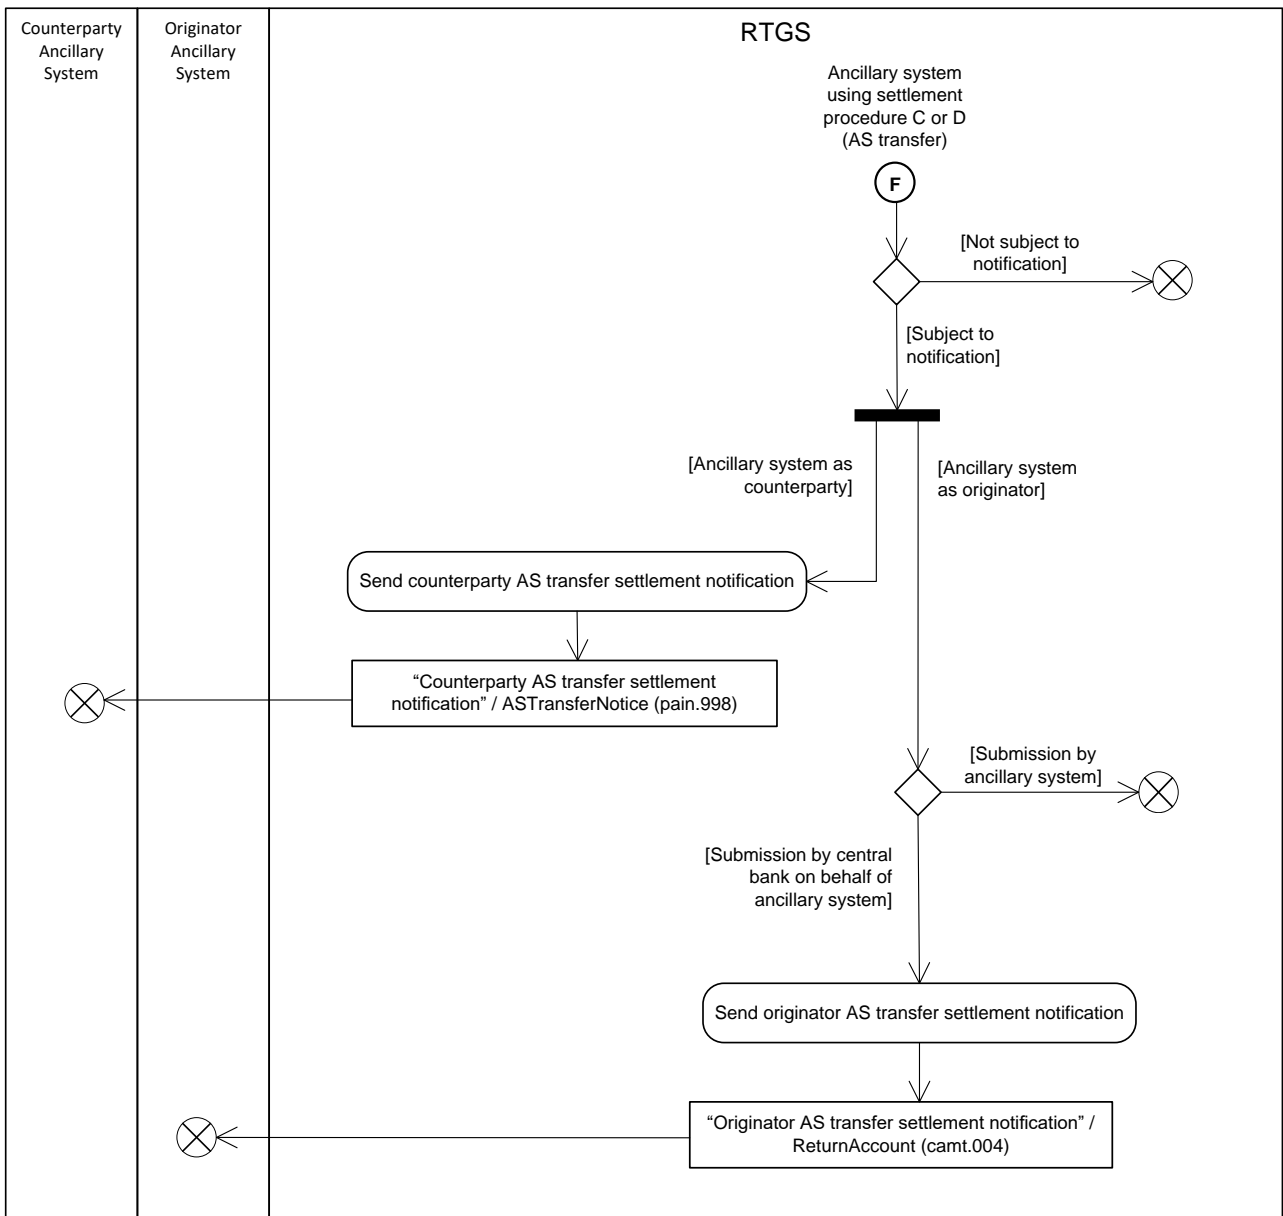 Counterparty
Ancillary
System
Originator
Ancillary
System
RTGS
Ancillary system
using settlement
procedure C or D
(AS transfer)
F
[Not subject to
notification]
[Subject to
notification]
[Ancillary system as
counterparty]
[Ancillary system
as originator]
Send counterparty AS transfer settlement notification
“Counterparty AS transfer settlement
notification” / ASTransferNotice (pain.998)
[Submission by
ancillary system]
[Submission by central
bank on behalf of
ancillary system]
Send originator AS transfer settlement notification
“Originator AS transfer settlement notification” /
ReturnAccount (camt.004)